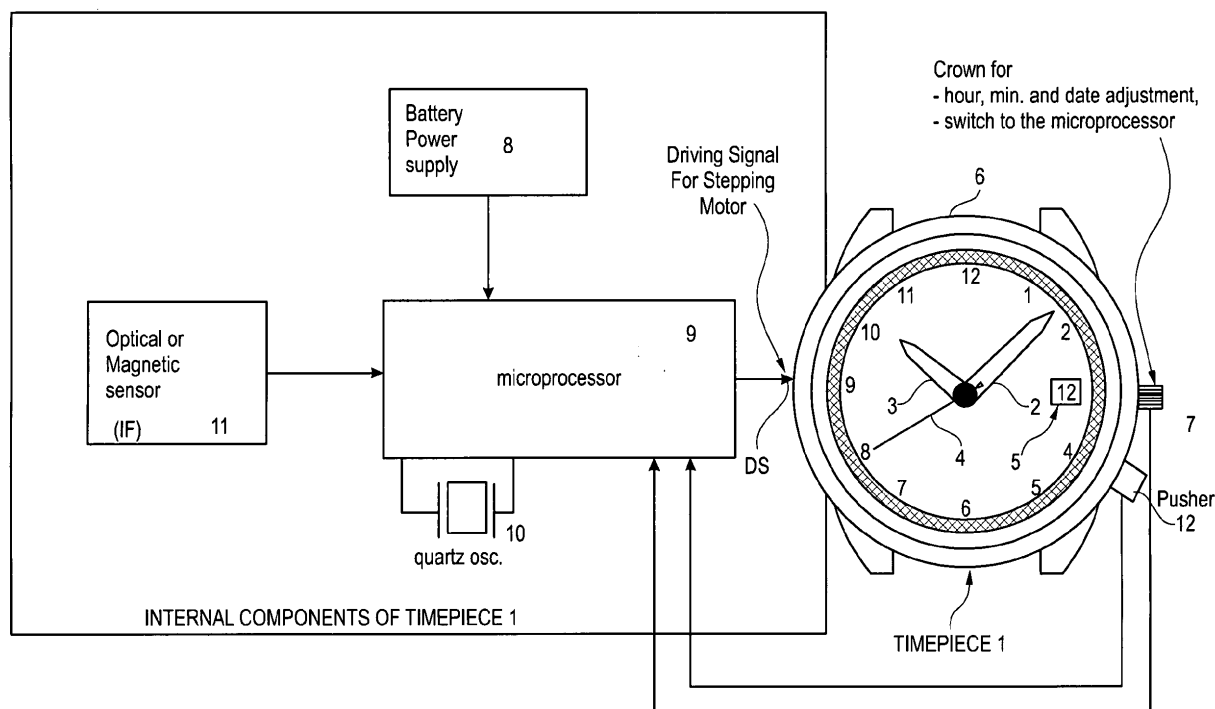 Crown for
- hour, min. and date adjustment,
- switch to the microprocessor
Battery
Power
supply
8
Driving Signal
For Stepping
Motor
6
12
11
1
10
2
9
3
2
12
8
4
5
4
7
5
6
7
Optical or
Magnetic
sensor
(IF)
11
9
microprocessor
DS
10
quartz osc.
Pusher
12
INTERNAL COMPONENTS OF TIMEPIECE 1
TIMEPIECE 1